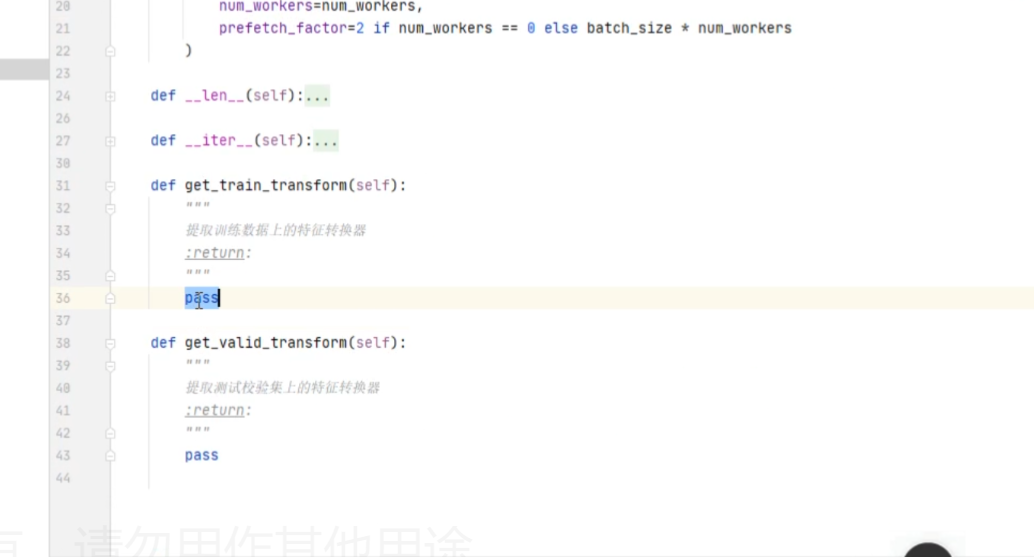 20 num_workers=num_workers,
21 prefetch_factor=2 if num_workers == 0 else batch_size * num_workers
22 )
23
24 def __len__(self):...
26
27 def __iter__(self):...
30
31 def get_train_transform(self):
32 """
33 提取训练数据上的特征转换器
34 :return:
35 """
36 pass
37
38 def get_valid_transform(self):
39 """
40 提取测试校验集上的特征转换器
41 :return:
42 """
43 pass
44
请勿用作其他用途